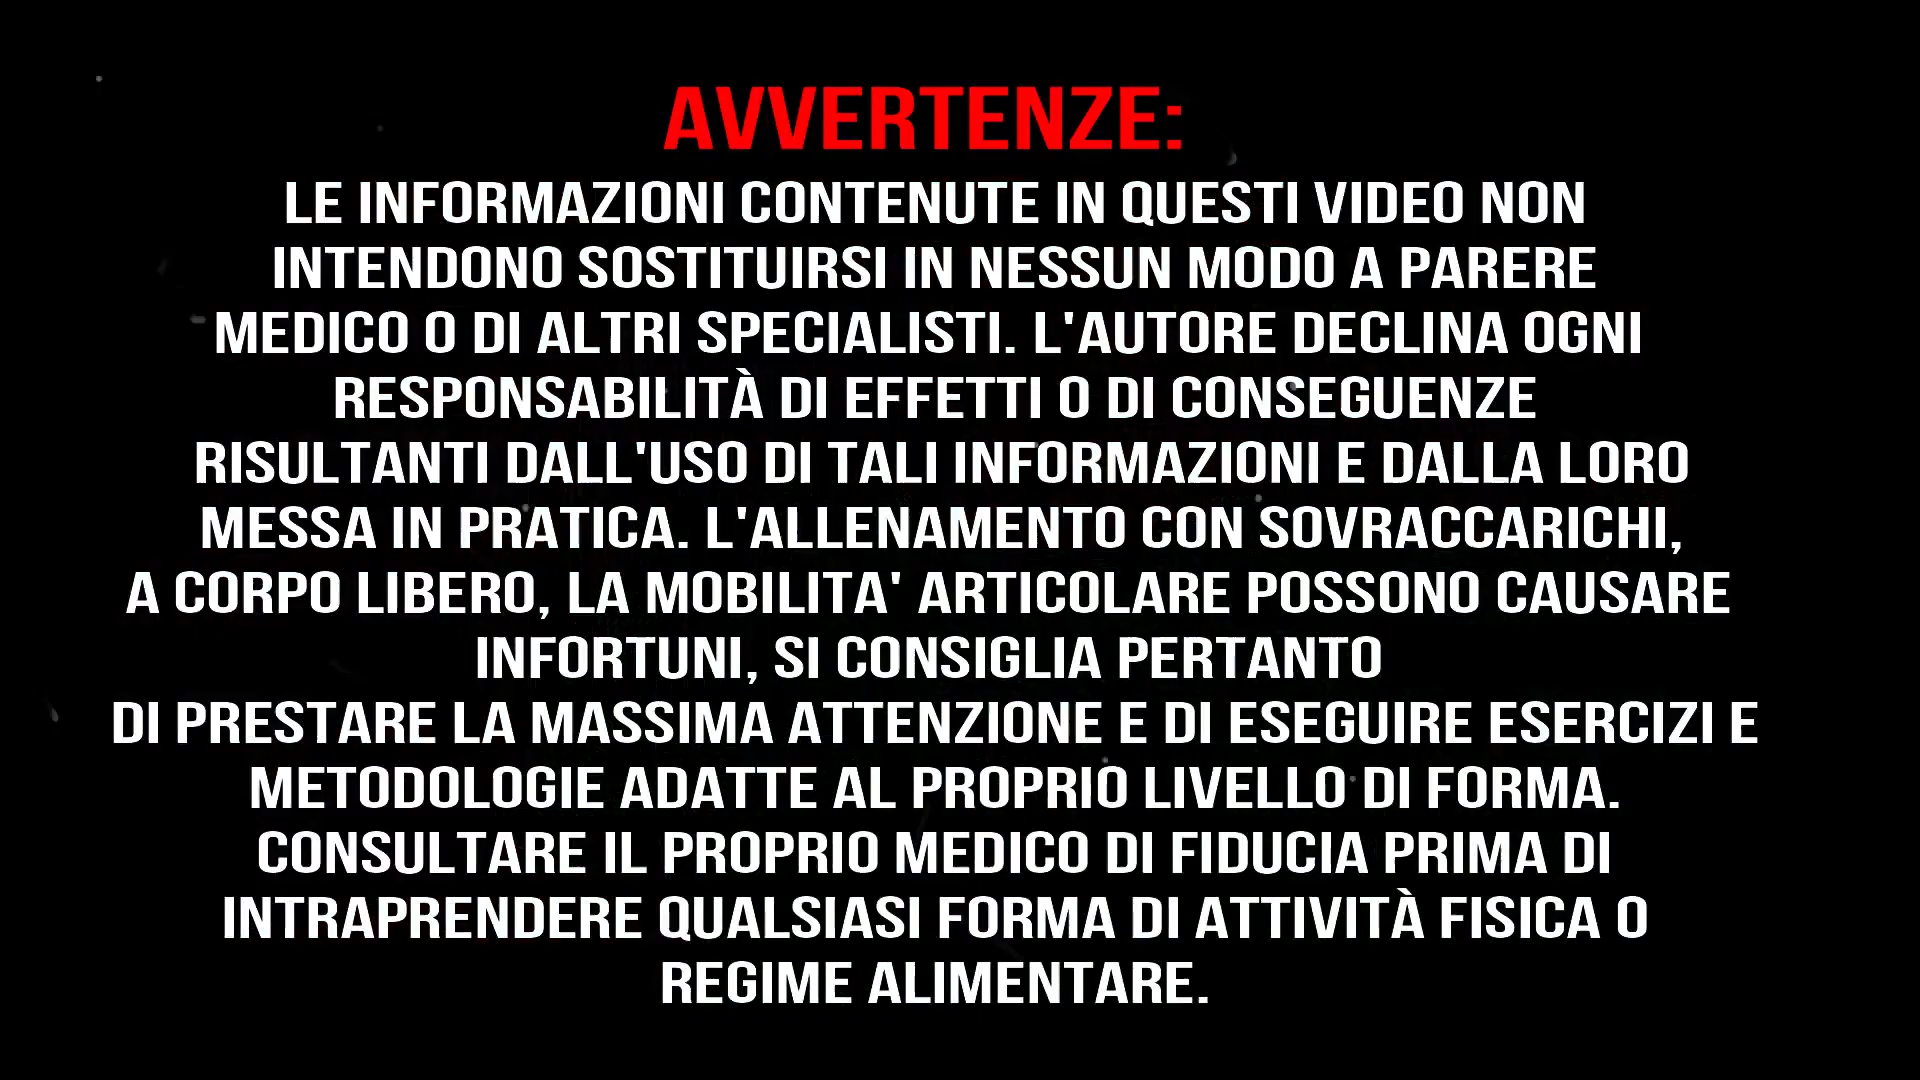 AVVERTENZE:
LE INFORMAZIONI CONTENUTE IN QUESTI VIDEO NON
INTENDONO SOSTITUIRSI IN NESSUN MODO A PARERE
MEDICO O DI ALTRI SPECIALISTI. L'AUTORE DECLINA OGNI
RESPONSABILITÀ DI EFFETTI O DI CONSEGUENZE
RISULTANTI DALL'USO DI TALI INFORMAZIONI E DALLA LORO
MESSA IN PRATICA. L'ALLENAMENTO CON SOVRACCARICHI,
A CORPO LIBERO, LA MOBILITA' ARTICOLARE POSSONO CAUSARE
INFORTUNI, SI CONSIGLIA PERTANTO
DI PRESTARE LA MASSIMA ATTENZIONE E DI ESEGUIRE ESERCIZI E
METODOLOGIE ADATTE AL PROPRIO LIVELLO DI FORMA.
CONSULTARE IL PROPRIO MEDICO DI FIDUCIA PRIMA DI
INTRAPRENDERE QUALSIASI FORMA DI ATTIVITÀ FISICA O
REGIME ALIMENTARE.